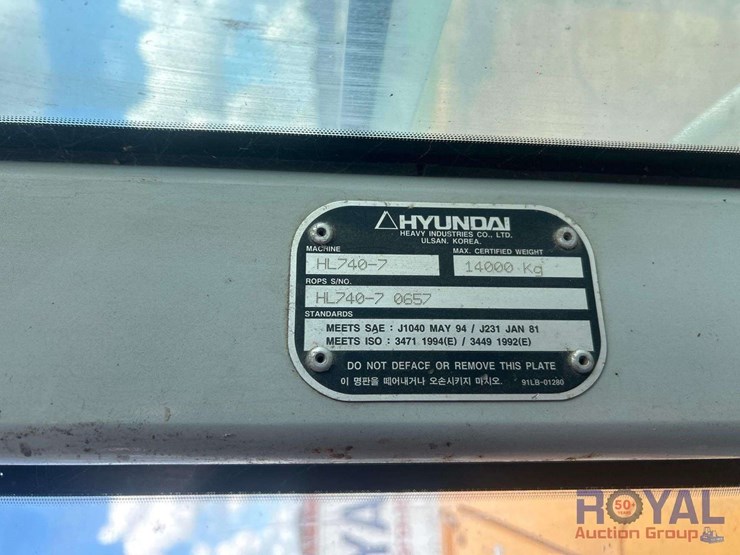 HYUNDAI
HEAVY INDUSTRIES CO., LTD.
ULSAN. KOREA.
MACHINE
MAX. CERTIFIED WEIGHT
HL740-7
14000 Kg
ROPS S/NO.
HL740-7 0657
STANDARDS
MEETS SAE : J1040 MAY 94 / J231 JAN 81
MEETS ISO : 3471 1994(E) / 3449 1992(E)
DO NOT DEFACE OR REMOVE THIS PLATE
이 명판을 떼어내거나 오손시키지 마시오.
91LB-01280
ROYAL
50+
YEARS
Auction Group